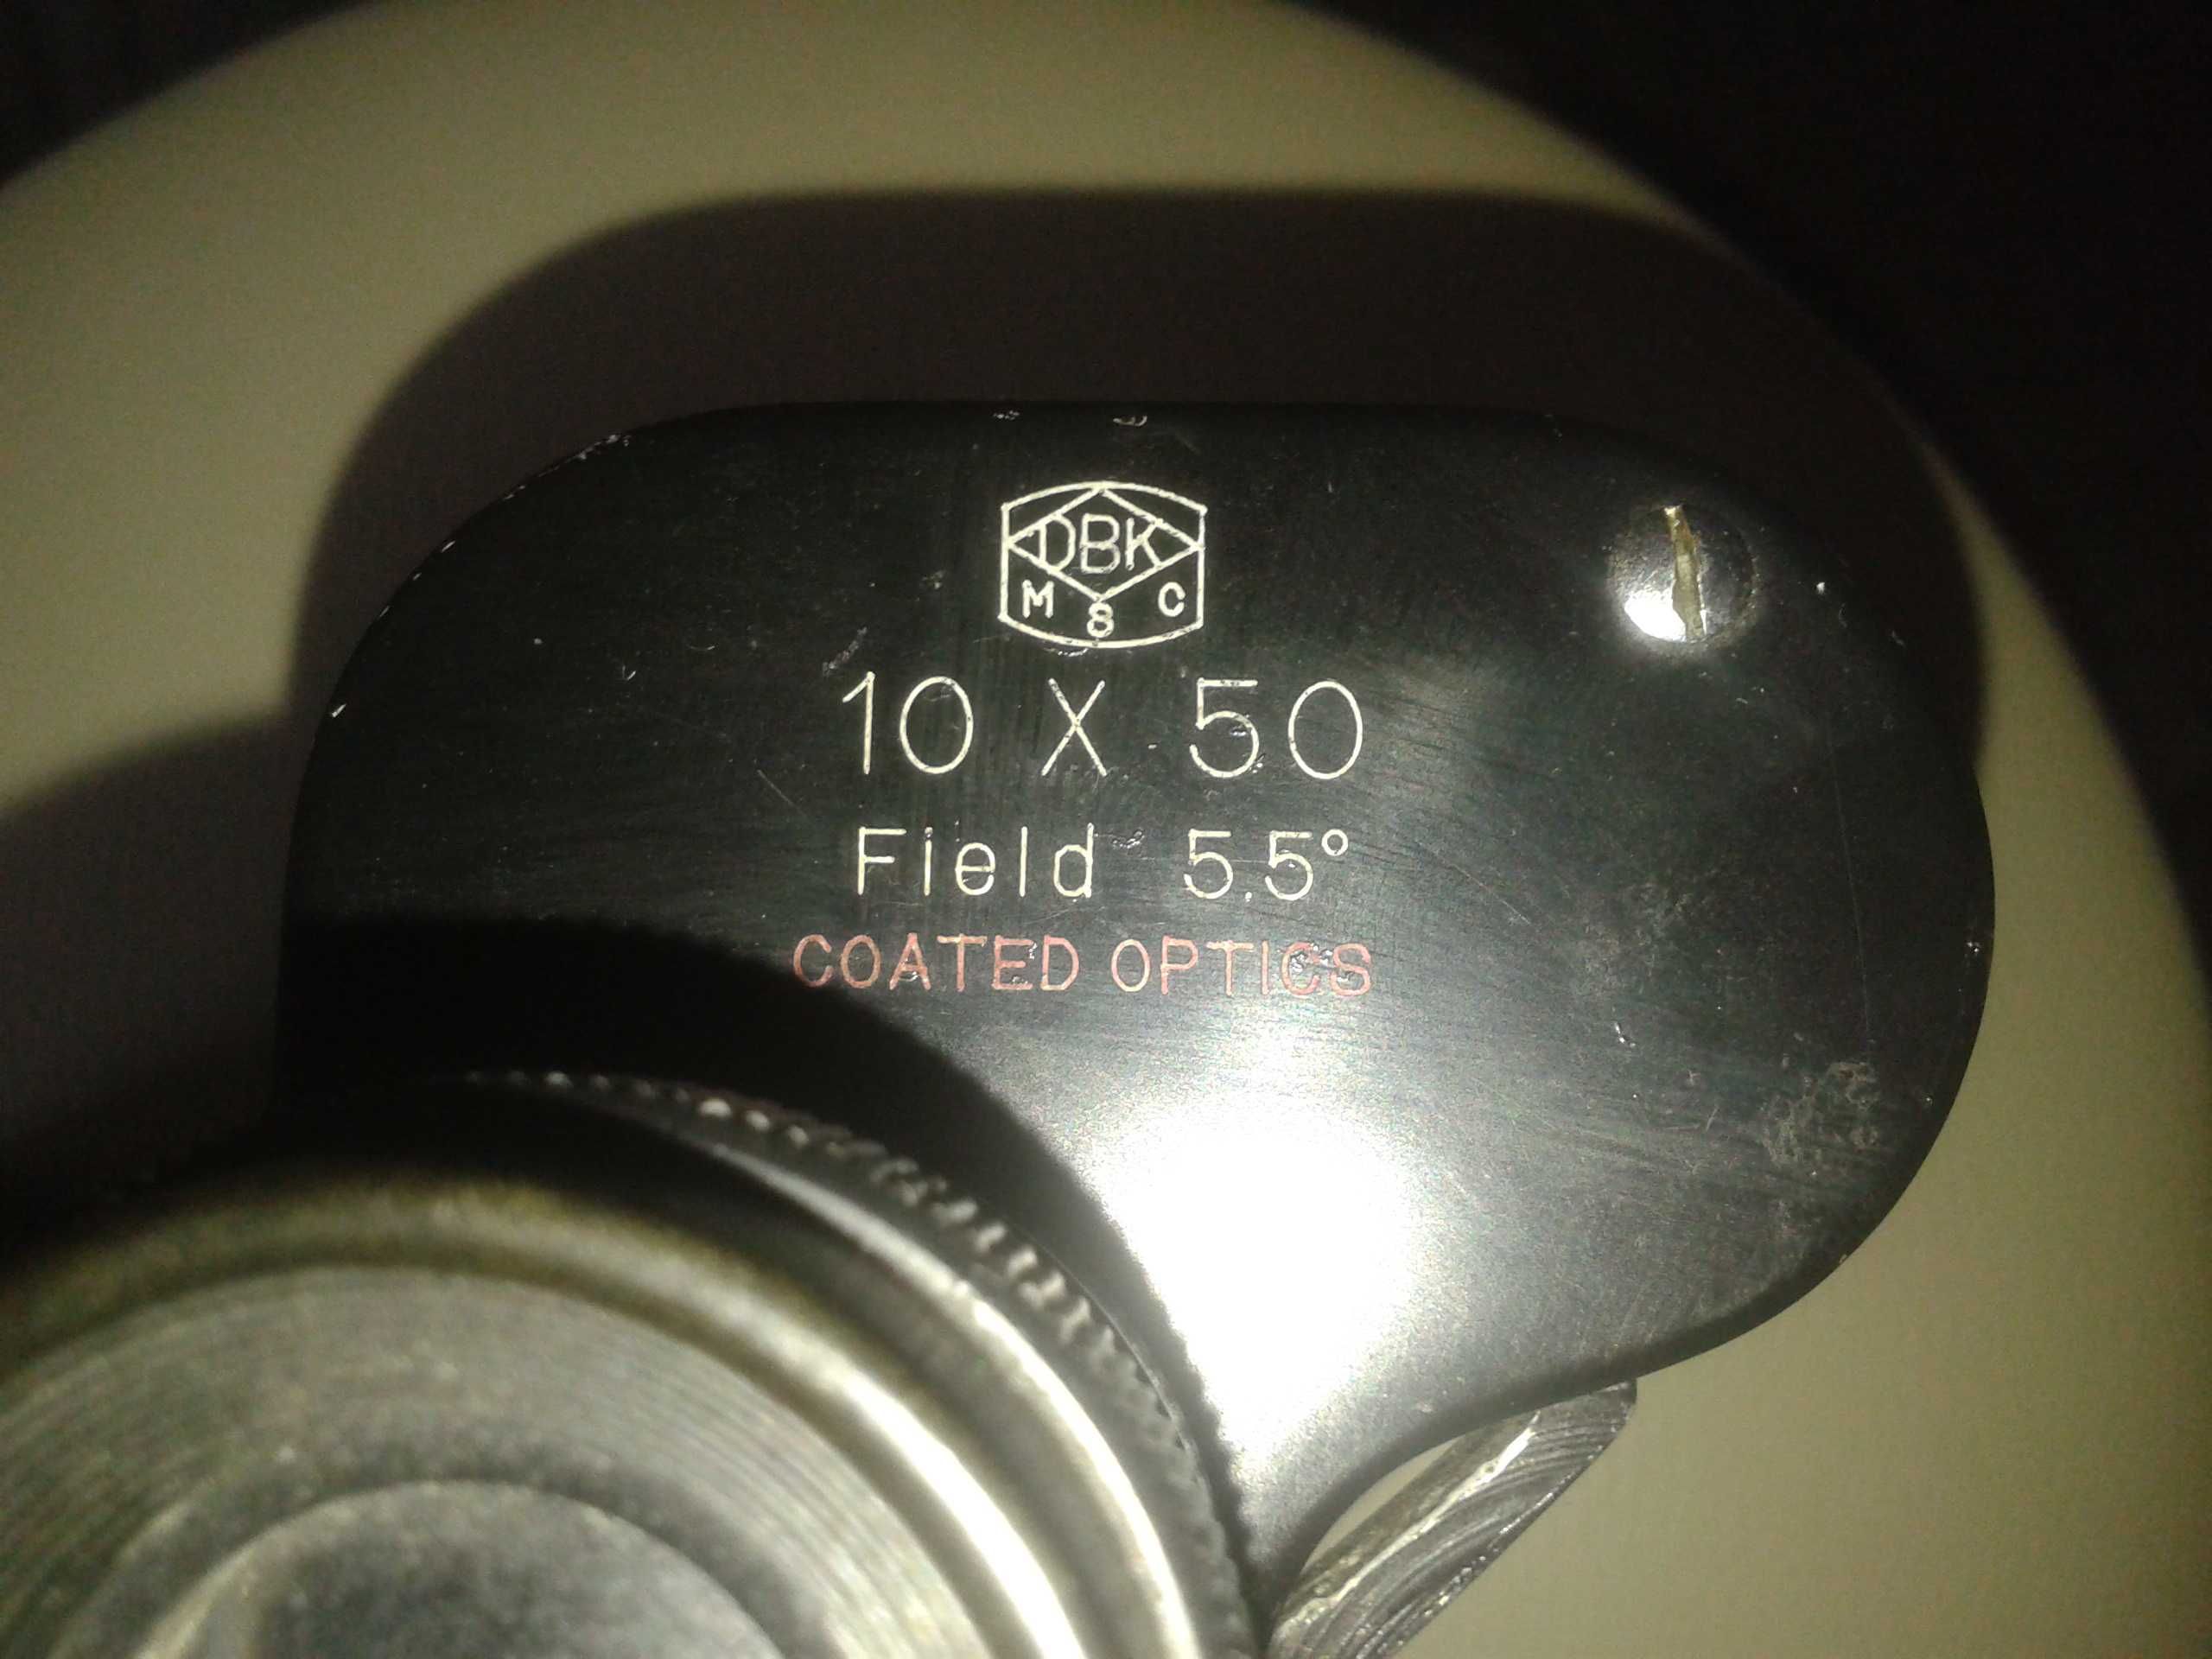 DBK
M S C
10 X 50
Field 5.5°
COATED OPTICS